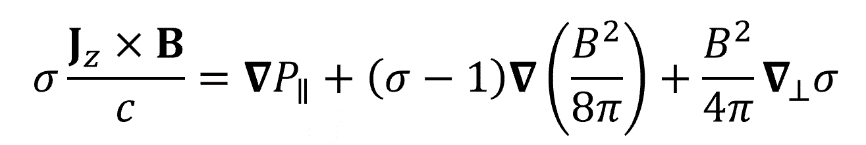 σ 𝐉_z × 𝐁 / c = 𝛁P_∥ + (σ − 1)𝛁(B² / 8π) + B² / 4π 𝛁_⊥σ